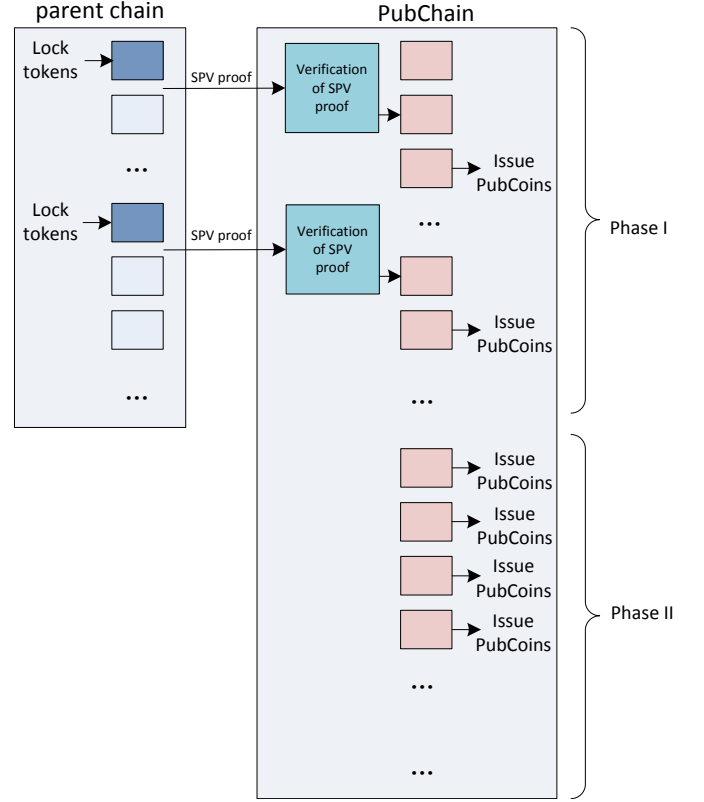 parent chain
PubChain
Lock
tokens
SPV proof
Verification
of SPV
proof
Issue
PubCoins
...
Lock
tokens
SPV proof
Verification
of SPV
proof
...
Phase I
Issue
PubCoins
...
...
Issue
PubCoins
Issue
PubCoins
Issue
PubCoins
Issue
PubCoins
Phase II
...
...